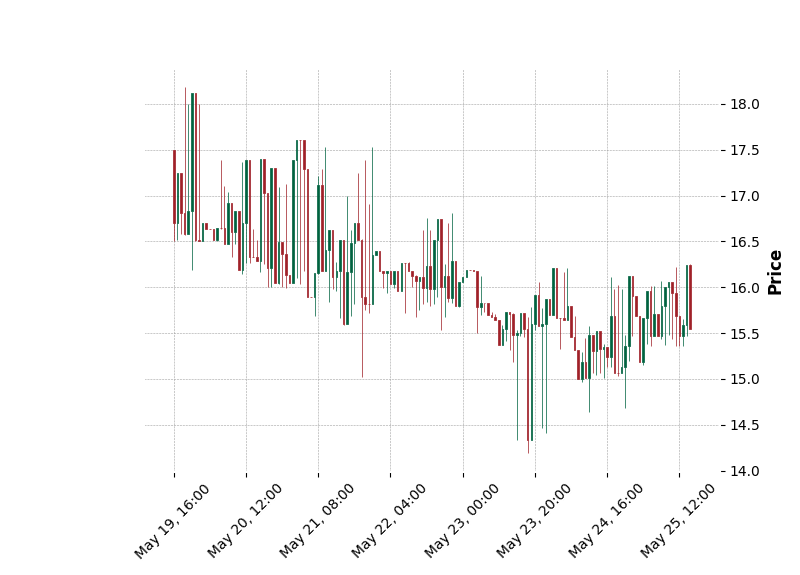 18.0
17.5
17.0
16.5
16.0
15.5
15.0
14.5
14.0
Price
May 19, 16:00
May 20, 12:00
May 21, 08:00
May 22, 04:00
May 23, 00:00
May 23, 20:00
May 24, 16:00
May 25, 12:00